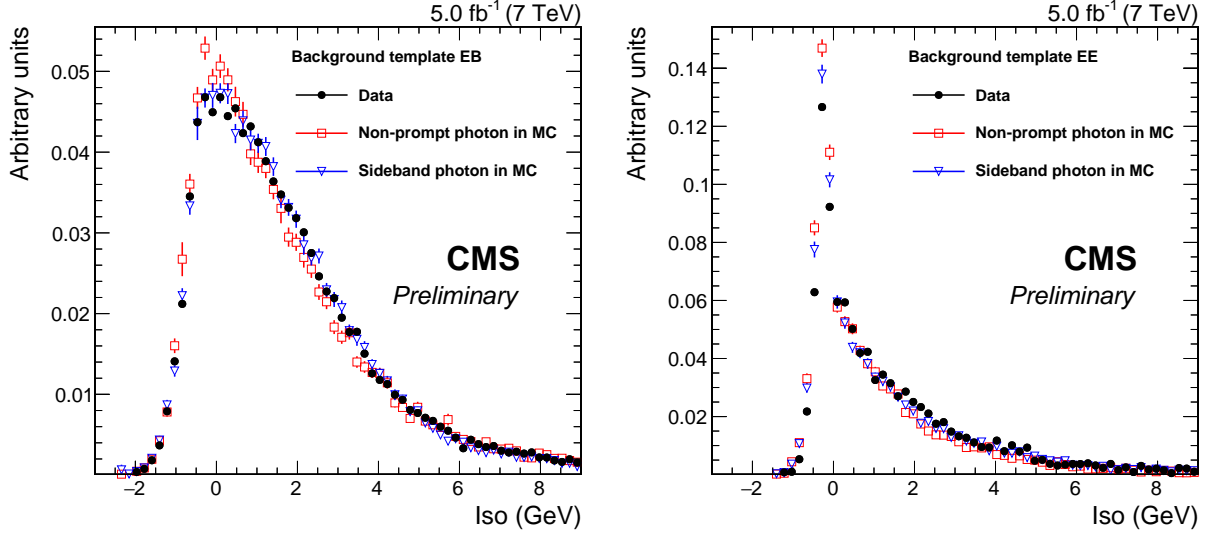 5.0 fb⁻¹ (7 TeV)
Arbitrary units
Background template EB
Data
Non-prompt photon in MC
Sideband photon in MC
CMS
Preliminary
0.05
0.04
0.03
0.02
0.01
−2 0 2 4 6 8
Iso (GeV)
5.0 fb⁻¹ (7 TeV)
Arbitrary units
Background template EE
Data
Non-prompt photon in MC
Sideband photon in MC
CMS
Preliminary
0.14
0.12
0.1
0.08
0.06
0.04
0.02
−2 0 2 4 6 8
Iso (GeV)